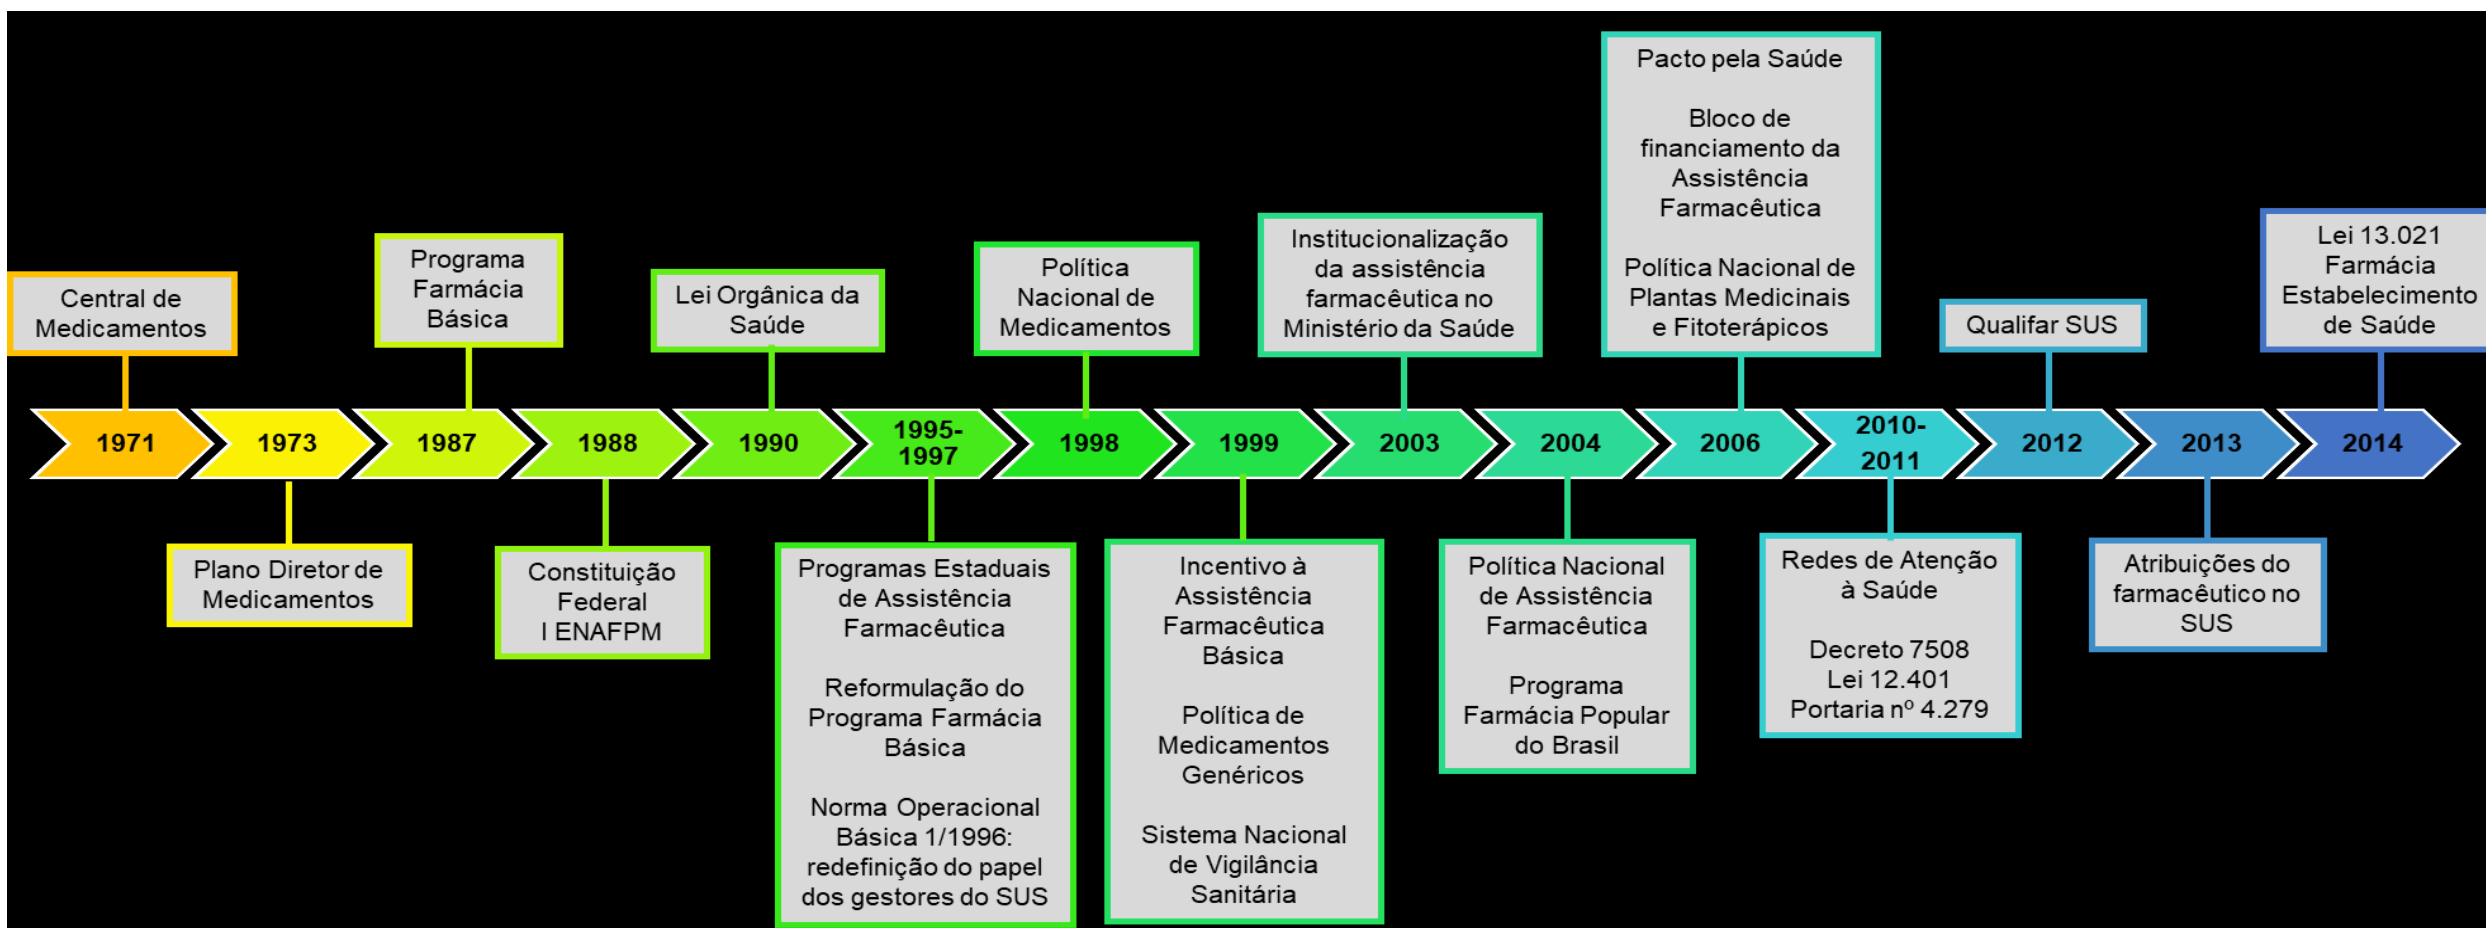 Central de
Medicamentos
1971
1973
Plano Diretor de
Medicamentos
Programa
Farmácia
Básica
1987
1988
Constituição
Federal
I ENAFPM
Lei Orgânica da
Saúde
1990
1995-
1997
Programas Estaduais
de Assistência
Farmacêutica
Reformulação do
Programa Farmácia
Básica
Norma Operacional
Básica 1/1996:
redefinição do papel
dos gestores do SUS
Política
Nacional de
Medicamentos
1998
1999
Incentivo à
Assistência
Farmacêutica
Básica
Política de
Medicamentos
Genéricos
Sistema Nacional
de Vigilância
Sanitária
Institucionalização
da assistência
farmacêutica no
Ministério da Saúde
2003
2004
Política Nacional
de Assistência
Farmacêutica
Programa
Farmácia Popular
do Brasil
Pacto pela Saúde
Bloco de
financiamento da
Assistência
Farmacêutica
Política Nacional de
Plantas Medicinais
e Fitoterápicos
2006
2010-
2011
Redes de Atenção
à Saúde
Decreto 7508
Lei 12.401
Portaria nº 4.279
Qualifar SUS
2012
2013
Atribuições do
farmacêutico no
SUS
Lei 13.021
Farmácia
Estabelecimento
de Saúde
2014